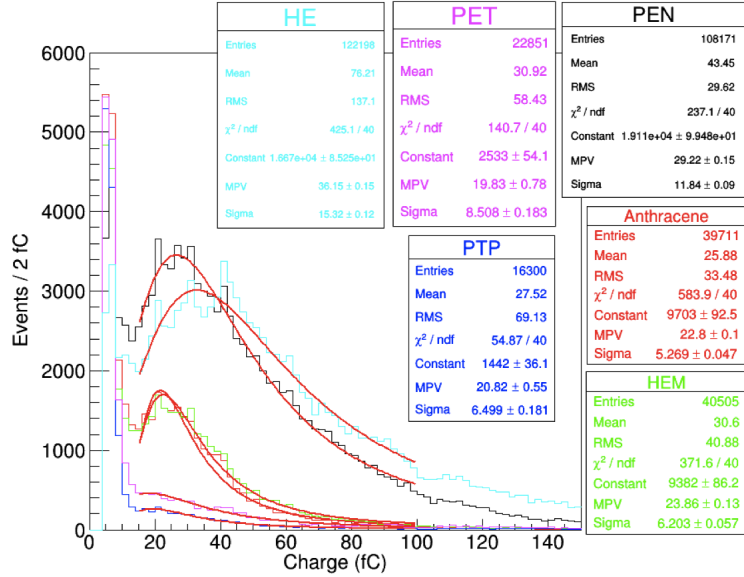 HE
Entries 122198
Mean 76.21
RMS 137.1
χ² / ndf 425.1 / 40
Constant 1.667e+04 ± 8.525e+01
MPV 36.15 ± 0.15
Sigma 15.32 ± 0.12
PET
Entries 22851
Mean 30.92
RMS 58.43
χ² / ndf 140.7 / 40
Constant 2533 ± 54.1
MPV 19.83 ± 0.78
Sigma 8.508 ± 0.183
PEN
Entries 108171
Mean 43.45
RMS 29.62
χ² / ndf 237.1 / 40
Constant 1.911e+04 ± 9.948e+01
MPV 29.22 ± 0.15
Sigma 11.84 ± 0.09
PTP
Entries 16300
Mean 27.52
RMS 69.13
χ² / ndf 54.87 / 40
Constant 1442 ± 36.1
MPV 20.82 ± 0.55
Sigma 6.499 ± 0.181
Anthracene
Entries 39711
Mean 25.88
RMS 33.48
χ² / ndf 583.9 / 40
Constant 9703 ± 92.5
MPV 22.8 ± 0.1
Sigma 5.269 ± 0.047
HEM
Entries 40505
Mean 30.6
RMS 40.88
χ² / ndf 371.6 / 40
Constant 9382 ± 86.2
MPV 23.86 ± 0.13
Sigma 6.203 ± 0.057
Events / 2 fC
6000
5000
4000
3000
2000
1000
0
0 20 40 60 80 100 120 140
Charge (fC)